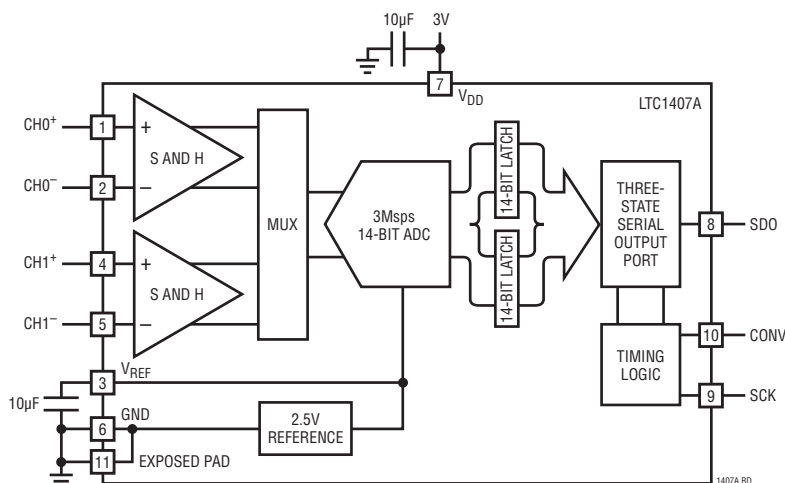 10µF
3V
7
VDD
LTC1407A
CH0+
1
+
S AND H
CH0–
2
–
CH1+
4
+
S AND H
CH1–
5
–
MUX
3Msps
14-BIT ADC
14-BIT LATCH
14-BIT LATCH
THREE-
STATE
SERIAL
OUTPUT
PORT
8
SDO
10
CONV
TIMING
LOGIC
9
SCK
3
VREF
10µF
6
GND
2.5V
REFERENCE
11
EXPOSED PAD
1407A BD